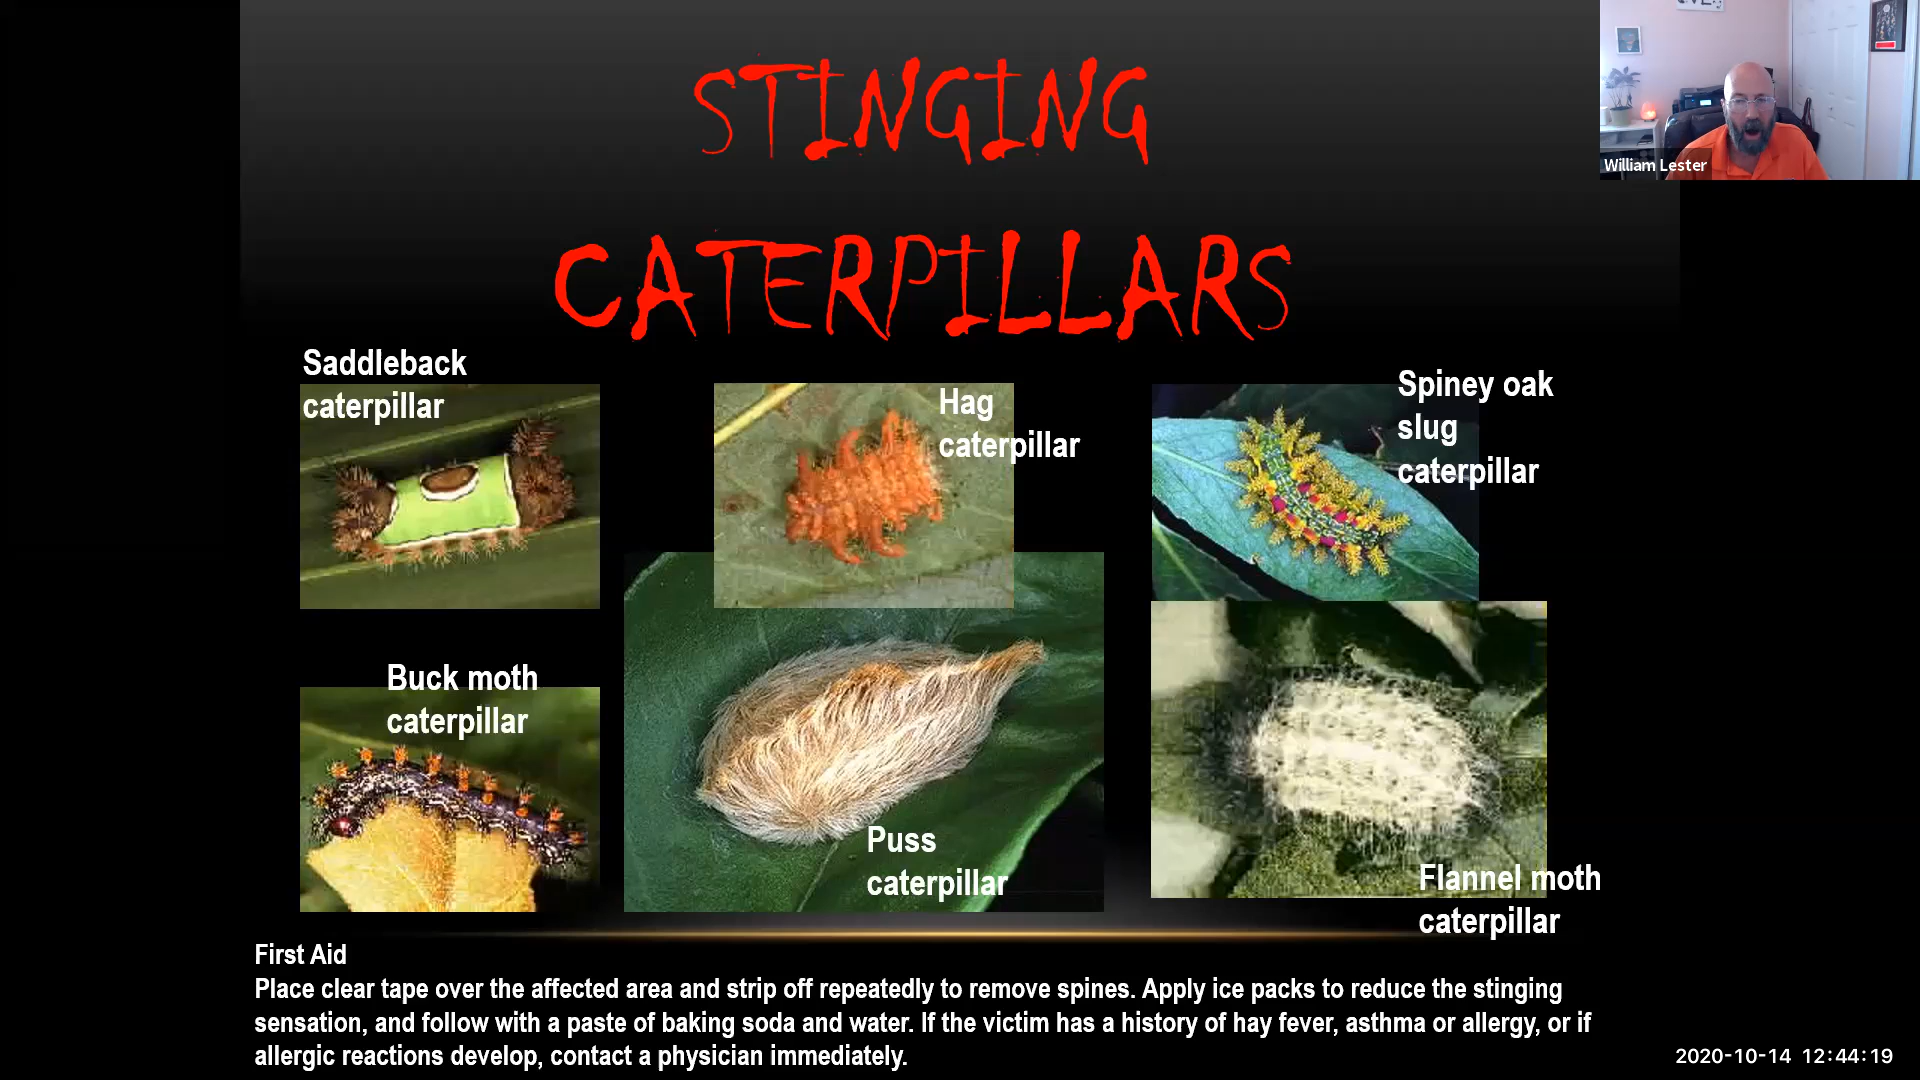 STINGING
CATERPILLARS
William Lester
Saddleback
caterpillar
Hag
caterpillar
Spiney oak
slug
caterpillar
Buck moth
caterpillar
Puss
caterpillar
Flannel moth
caterpillar
First Aid
Place clear tape over the affected area and strip off repeatedly to remove spines. Apply ice packs to reduce the stinging
sensation, and follow with a paste of baking soda and water. If the victim has a history of hay fever, asthma or allergy, or if
allergic reactions develop, contact a physician immediately.
2020-10-14 12:44:19